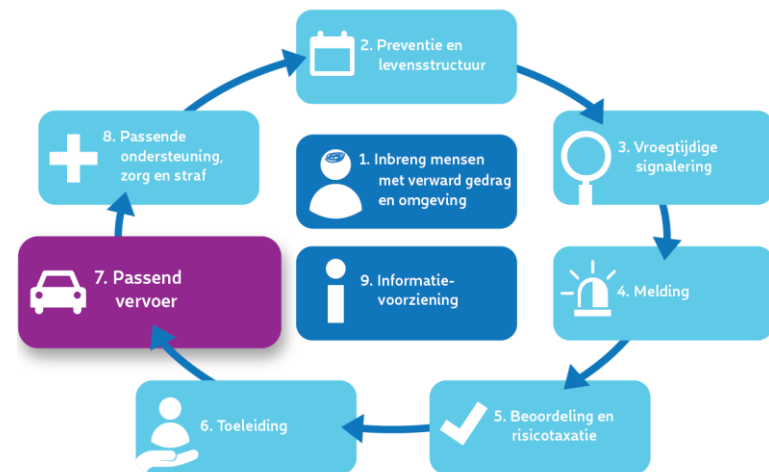 2. Preventie en
levensstructuur
8. Passende
ondersteuning,
zorg en straf
1. Inbreng mensen
met verward gedrag
en omgeving
3. Vroegtijdige
signalering
7. Passend
vervoer
9. Informatie-
voorziening
4. Melding
6. Toeleiding
5. Beoordeling en
risicotaxatie